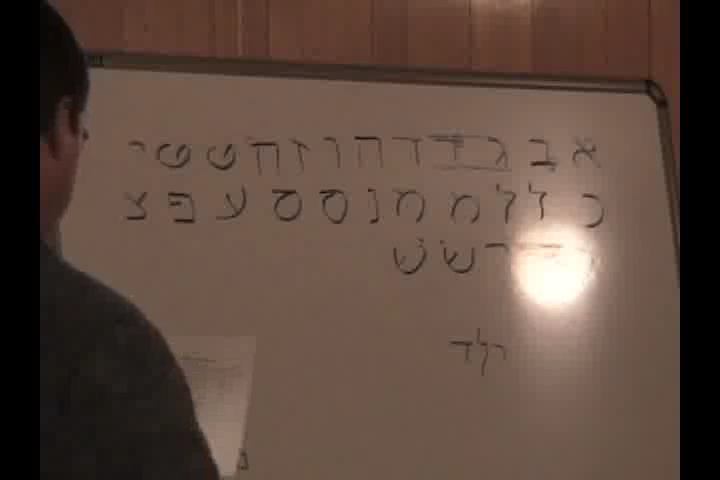 א ב ג ד ד ה ו ז ח ט ט י
כ ל ל מ מ נ ס ס ע פ צ
ר ש ש
ילד